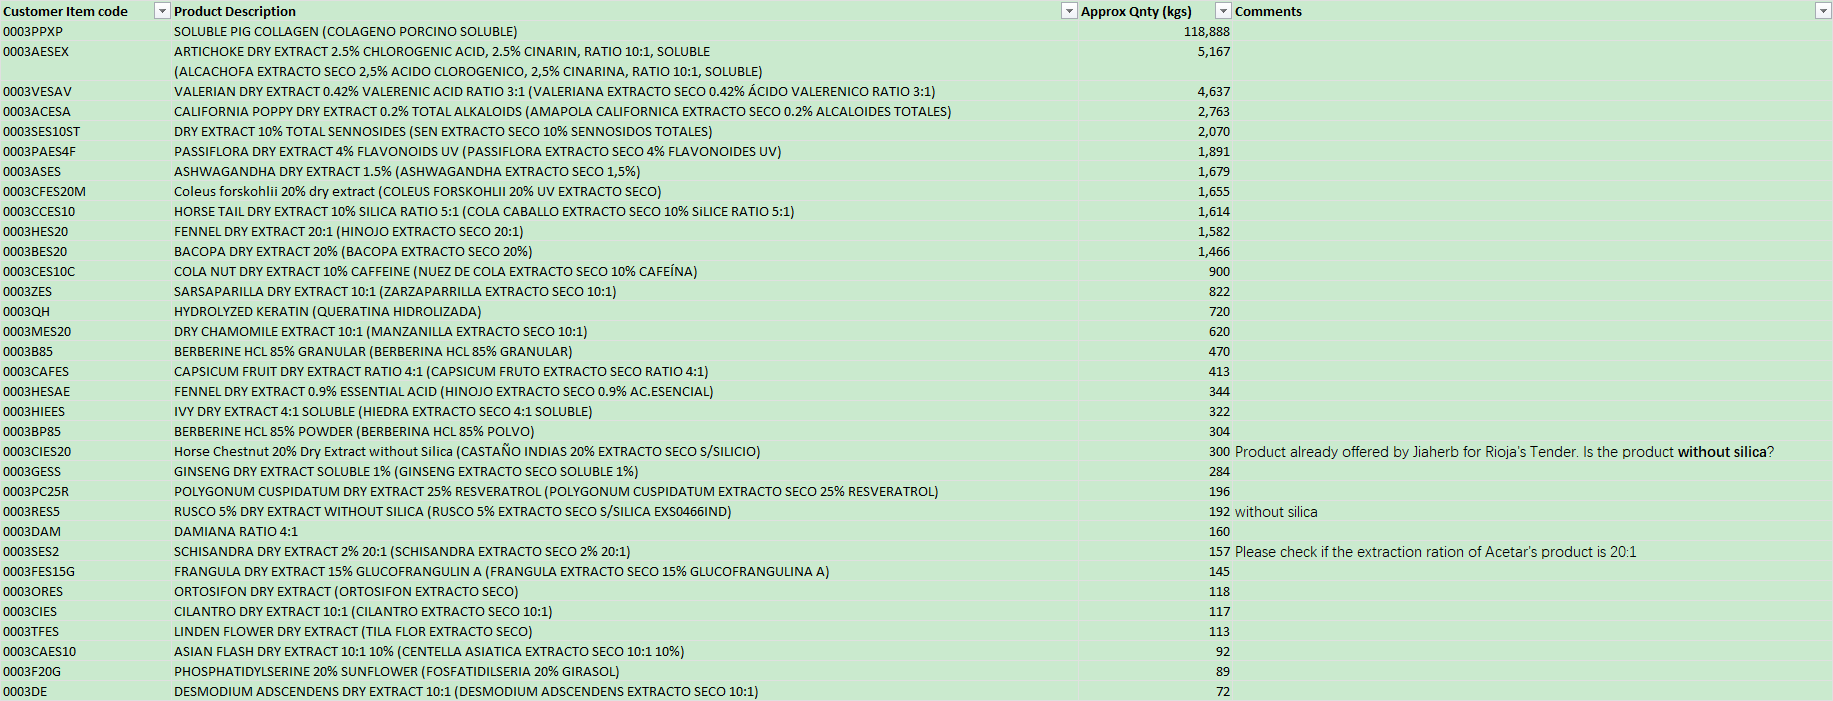 Customer Item code Product Description Approx Qnty (kgs) Comments
0003PPXP SOLUBLE PIG COLLAGEN (COLAGENO PORCINO SOLUBLE) 118,888
0003AESEX ARTICHOKE DRY EXTRACT 2.5% CHLOROGENIC ACID, 2.5% CINARIN, RATIO 10:1, SOLUBLE 5,167
(ALCACHOFA EXTRACTO SECO 2,5% ACIDO CLOROGENICO, 2,5% CINARINA, RATIO 10:1, SOLUBLE)
0003VESAV VALERIAN DRY EXTRACT 0.42% VALERENIC ACID RATIO 3:1 (VALERIANA EXTRACTO SECO 0.42% ÁCIDO VALERENICO RATIO 3:1) 4,637
0003ACESA CALIFORNIA POPPY DRY EXTRACT 0.2% TOTAL ALKALOIDS (AMAPOLA CALIFORNICA EXTRACTO SECO 0.2% ALCALOIDES TOTALES) 2,763
0003SES10ST DRY EXTRACT 10% TOTAL SENNOSIDES (SEN EXTRACTO SECO 10% SENNOSIDOS TOTALES) 2,070
0003PAES4F PASSIFLORA DRY EXTRACT 4% FLAVONOIDS UV (PASSIFLORA EXTRACTO SECO 4% FLAVONOIDES UV) 1,891
0003ASES ASHWAGANDHA DRY EXTRACT 1.5% (ASHWAGANDHA EXTRACTO SECO 1,5%) 1,679
0003CFES20M Coleus forskohlii 20% dry extract (COLEUS FORSKOHLII 20% UV EXTRACTO SECO) 1,655
0003CCES10 HORSE TAIL DRY EXTRACT 10% SILICA RATIO 5:1 (COLA CABALLO EXTRACTO SECO 10% SiLICE RATIO 5:1) 1,614
0003HES20 FENNEL DRY EXTRACT 20:1 (HINOJO EXTRACTO SECO 20:1) 1,582
0003BES20 BACOPA DRY EXTRACT 20% (BACOPA EXTRACTO SECO 20%) 1,466
0003CES10C COLA NUT DRY EXTRACT 10% CAFFEINE (NUEZ DE COLA EXTRACTO SECO 10% CAFEÍNA) 900
0003ZES SARSAPARILLA DRY EXTRACT 10:1 (ZARZAPARRILLA EXTRACTO SECO 10:1) 822
0003QH HYDROLYZED KERATIN (QUERATINA HIDROLIZADA) 720
0003MES20 DRY CHAMOMILE EXTRACT 10:1 (MANZANILLA EXTRACTO SECO 10:1) 620
0003B85 BERBERINE HCL 85% GRANULAR (BERBERINA HCL 85% GRANULAR) 470
0003CAFES CAPSICUM FRUIT DRY EXTRACT RATIO 4:1 (CAPSICUM FRUTO EXTRACTO SECO RATIO 4:1) 413
0003HESAE FENNEL DRY EXTRACT 0.9% ESSENTIAL ACID (HINOJO EXTRACTO SECO 0.9% AC.ESENCIAL) 344
0003HIEES IVY DRY EXTRACT 4:1 SOLUBLE (HIEDRA EXTRACTO SECO 4:1 SOLUBLE) 322
0003BP85 BERBERINE HCL 85% POWDER (BERBERINA HCL 85% POLVO) 304
0003CIES20 Horse Chestnut 20% Dry Extract without Silica (CASTAÑO INDIAS 20% EXTRACTO SECO S/SILICIO) 300 Product already offered by Jiaherb for Rioja's Tender. Is the product without silica?
0003GESS GINSENG DRY EXTRACT SOLUBLE 1% (GINSENG EXTRACTO SECO SOLUBLE 1%) 284
0003PC25R POLYGONUM CUSPIDATUM DRY EXTRACT 25% RESVERATROL (POLYGONUM CUSPIDATUM EXTRACTO SECO 25% RESVERATROL) 196
0003RES5 RUSCO 5% DRY EXTRACT WITHOUT SILICA (RUSCO 5% EXTRACTO SECO S/SILICA EXS0466IND) 192 without silica
0003DAM DAMIANA RATIO 4:1 160
0003SES2 SCHISANDRA DRY EXTRACT 2% 20:1 (SCHISANDRA EXTRACTO SECO 2% 20:1) 157 Please check if the extraction ration of Acetar's product is 20:1
0003FES15G FRANGULA DRY EXTRACT 15% GLUCOFRANGULIN A (FRANGULA EXTRACTO SECO 15% GLUCOFRANGULINA A) 145
0003ORES ORTOSIFON DRY EXTRACT (ORTOSIFON EXTRACTO SECO) 118
0003CIES CILANTRO DRY EXTRACT 10:1 (CILANTRO EXTRACTO SECO 10:1) 117
0003TFES LINDEN FLOWER DRY EXTRACT (TILA FLOR EXTRACTO SECO) 113
0003CAES10 ASIAN FLASH DRY EXTRACT 10:1 10% (CENTELLA ASIATICA EXTRACTO SECO 10:1 10%) 92
0003F20G PHOSPHATIDYLSERINE 20% SUNFLOWER (FOSFATIDILSERIA 20% GIRASOL) 89
0003DE DESMODIUM ADSCENDENS DRY EXTRACT 10:1 (DESMODIUM ADSCENDENS EXTRACTO SECO 10:1) 72